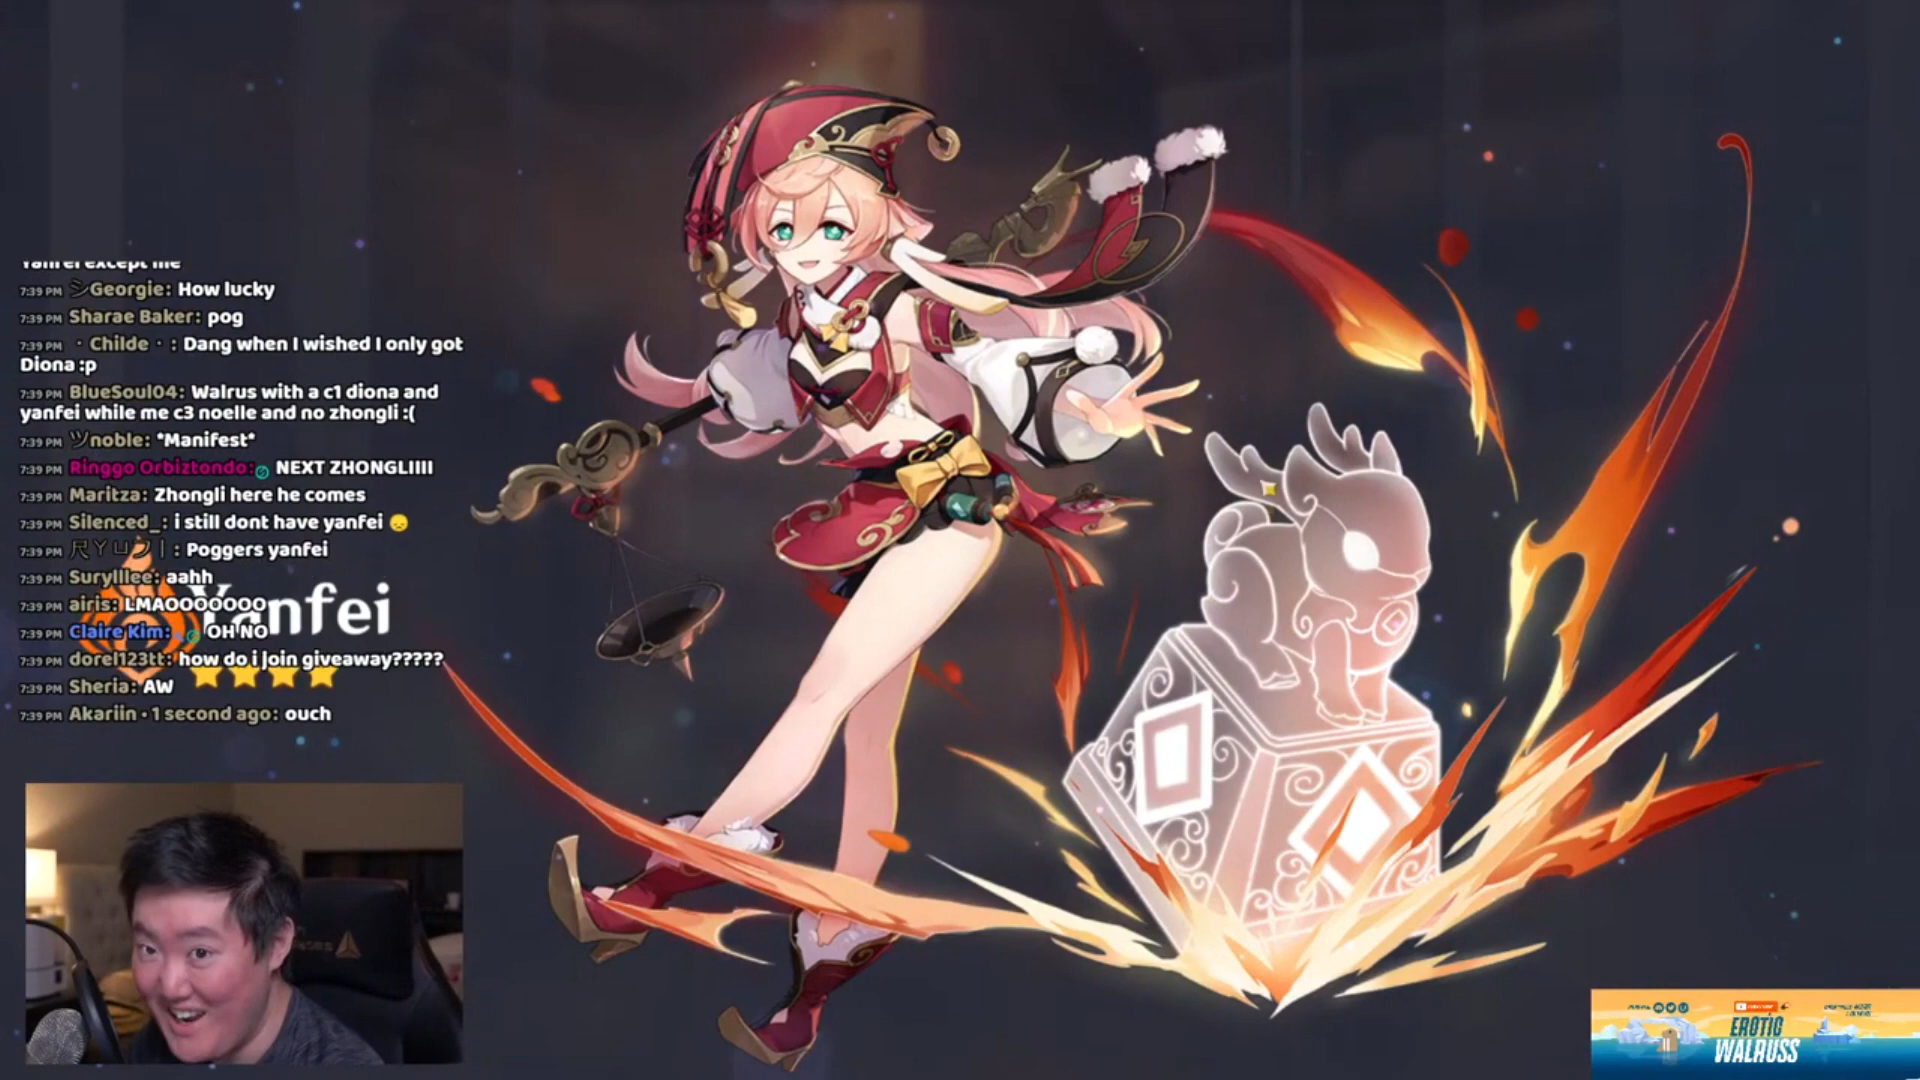 7:39 PM シGeorgie: How lucky
7:39 PM Sharae Baker: pog
7:39 PM ・Childe・: Dang when I wished I only got
Diona :p
7:39 PM BlueSoul04: Walrus with a c1 diona and
yanfei while me c3 noelle and no zhongli :(
7:39 PM ツnoble: *Manifest*
7:39 PM Ringgo Orbiztondo: NEXT ZHONGLIIII
7:39 PM Maritza: Zhongli here he comes
7:39 PM Silenced_: i still dont have yanfei 😞
7:39 PM 尺ㄚㄩフ丨: Poggers yanfei
7:39 PM Surylllee: aahh
7:39 PM airis: LMAOOOOOOO
7:39 PM Claire Kim: OH NO
7:39 PM dorel123tt: how do i join giveaway?????
7:39 PM Sheria: AW
7:39 PM Akariin • 1 second ago: ouch
Yanfei
EROTIC
WALRUSS